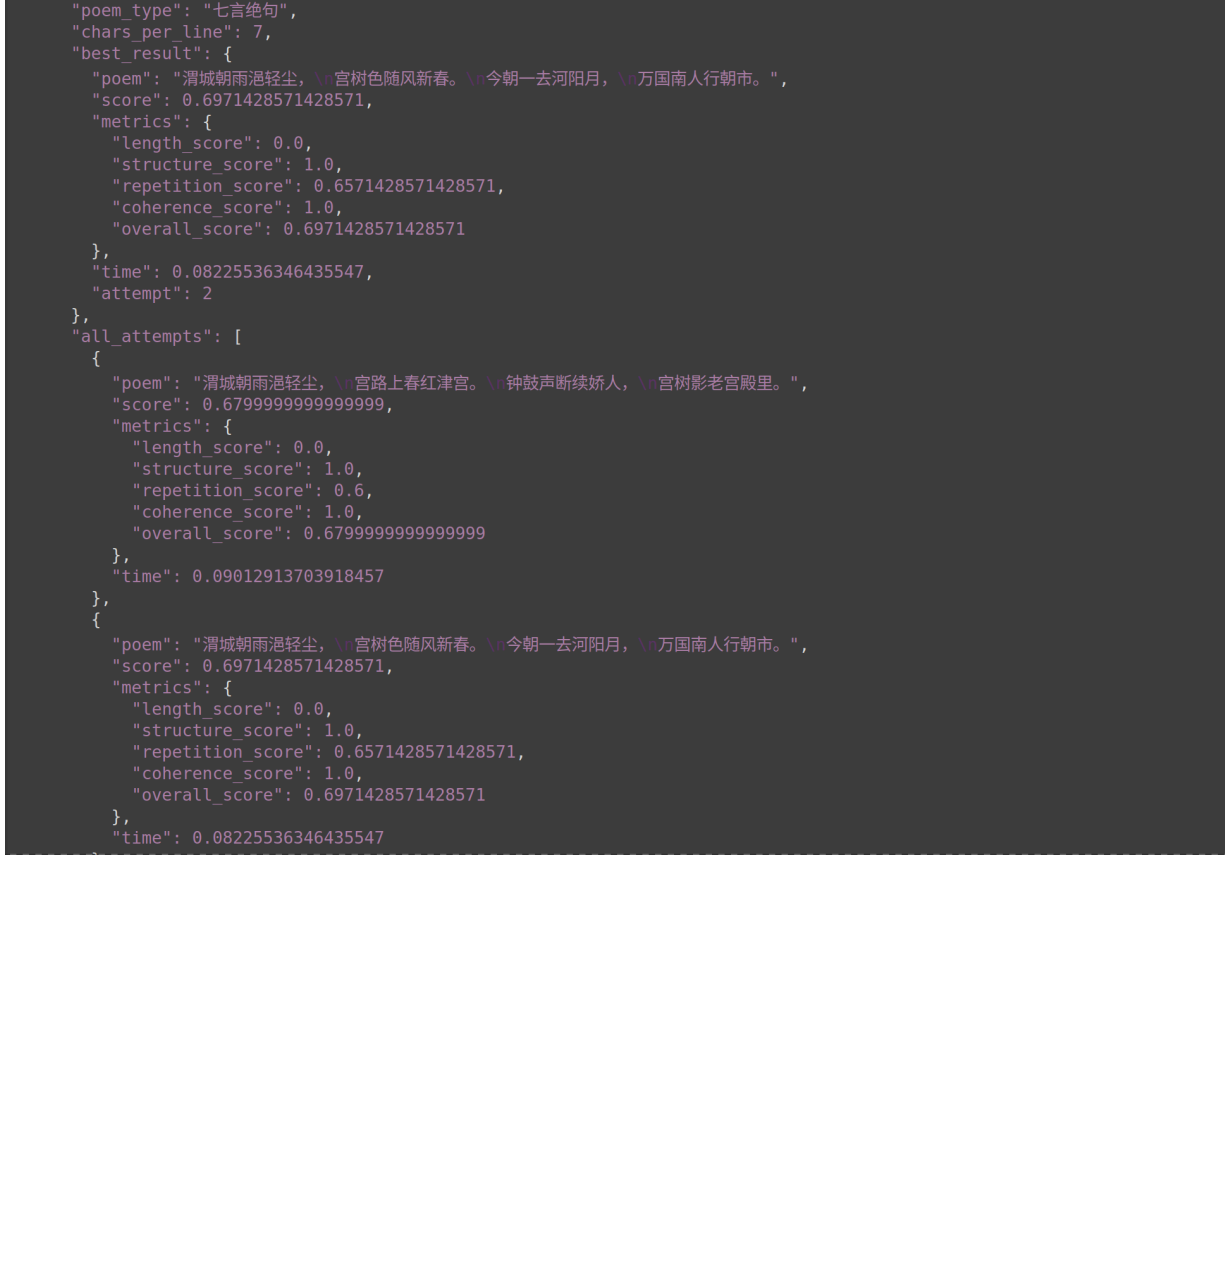 "poem_type": "七言绝句",
"chars_per_line": 7,
"best_result": {
"poem": "渭城朝雨浥轻尘，\n宫树色随风新春。\n今朝一去河阳月，\n万国南人行朝市。",
"score": 0.6971428571428571,
"metrics": {
"length_score": 0.0,
"structure_score": 1.0,
"repetition_score": 0.6571428571428571,
"coherence_score": 1.0,
"overall_score": 0.6971428571428571
},
"time": 0.08225536346435547,
"attempt": 2
},
"all_attempts": [
{
"poem": "渭城朝雨浥轻尘，\n宫路上春红津宫。\n钟鼓声断续娇人，\n宫树影老宫殿里。",
"score": 0.6799999999999999,
"metrics": {
"length_score": 0.0,
"structure_score": 1.0,
"repetition_score": 0.6,
"coherence_score": 1.0,
"overall_score": 0.6799999999999999
},
"time": 0.09012913703918457
},
{
"poem": "渭城朝雨浥轻尘，\n宫树色随风新春。\n今朝一去河阳月，\n万国南人行朝市。",
"score": 0.6971428571428571,
"metrics": {
"length_score": 0.0,
"structure_score": 1.0,
"repetition_score": 0.6571428571428571,
"coherence_score": 1.0,
"overall_score": 0.6971428571428571
},
"time": 0.08225536346435547